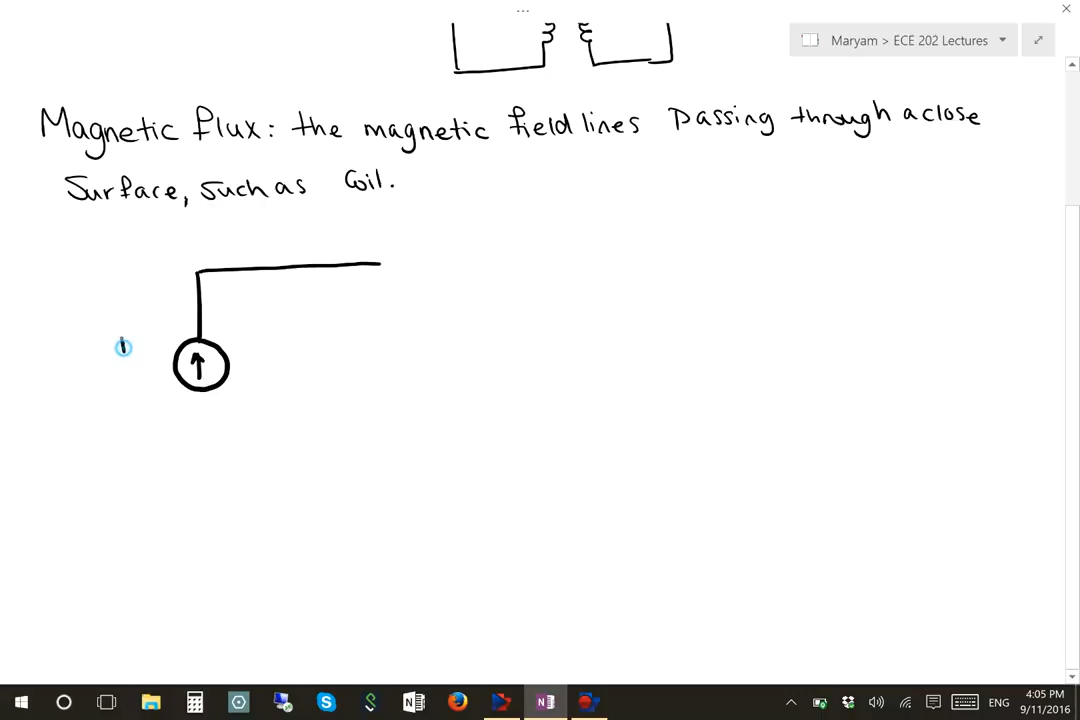 Maryam > ECE 202 Lectures
Magnetic flux: the magnetic field lines passing through a close
Surface, such as Coil.
ENG
4:05 PM
9/11/2016